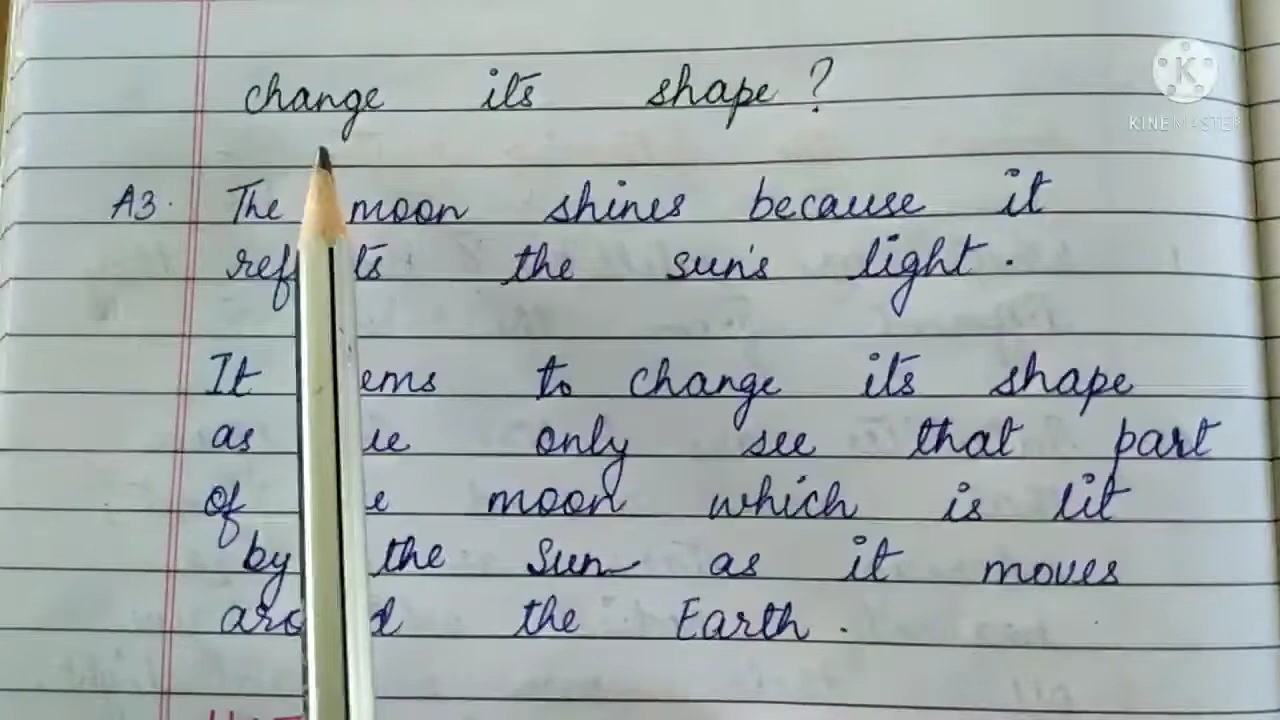 change its shape?
A3. The moon shines because it
the sun's light.
It to change its shape
as only see that part
of moon which is lit
by the Sun as it moves
the Earth.
KINEMASTER